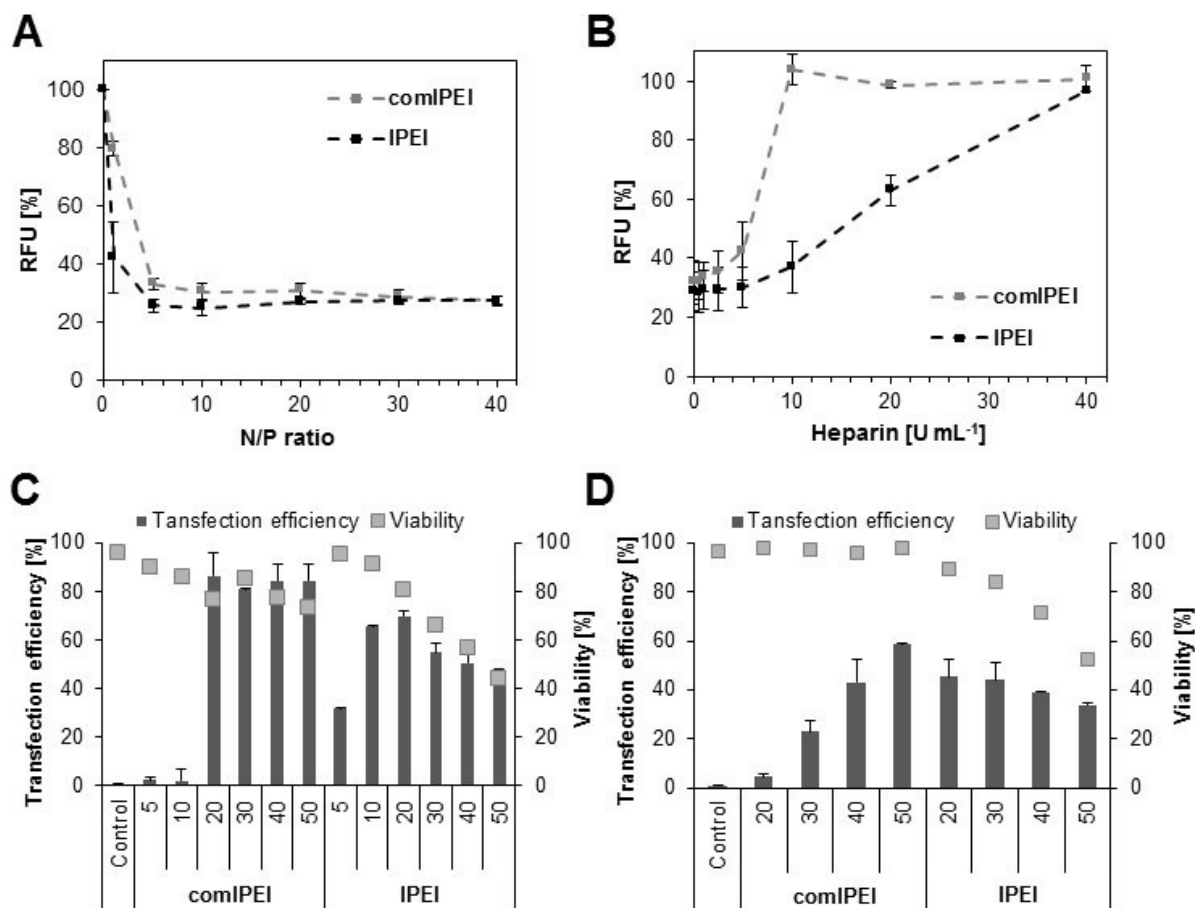 A
RFU [%]
100
80
60
40
20
0
comlPEI
lPEI
0 10 20 30 40
N/P ratio
B
RFU [%]
100
80
60
40
20
0
comlPEI
lPEI
0 10 20 30 40
Heparin [U mL-1]
C
Tansfection efficiency Viability
Transfection efficiency [%]
100
80
60
40
20
0
100
80
60
40
20
0
Viability [%]
Control 5 10 20 30 40 50 5 10 20 30 40 50
comlPEI lPEI
D
Tansfection efficiency Viability
Transfection efficiency [%]
100
80
60
40
20
0
100
80
60
40
20
0
Viability [%]
Control 20 30 40 50 20 30 40 50
comlPEI lPEI